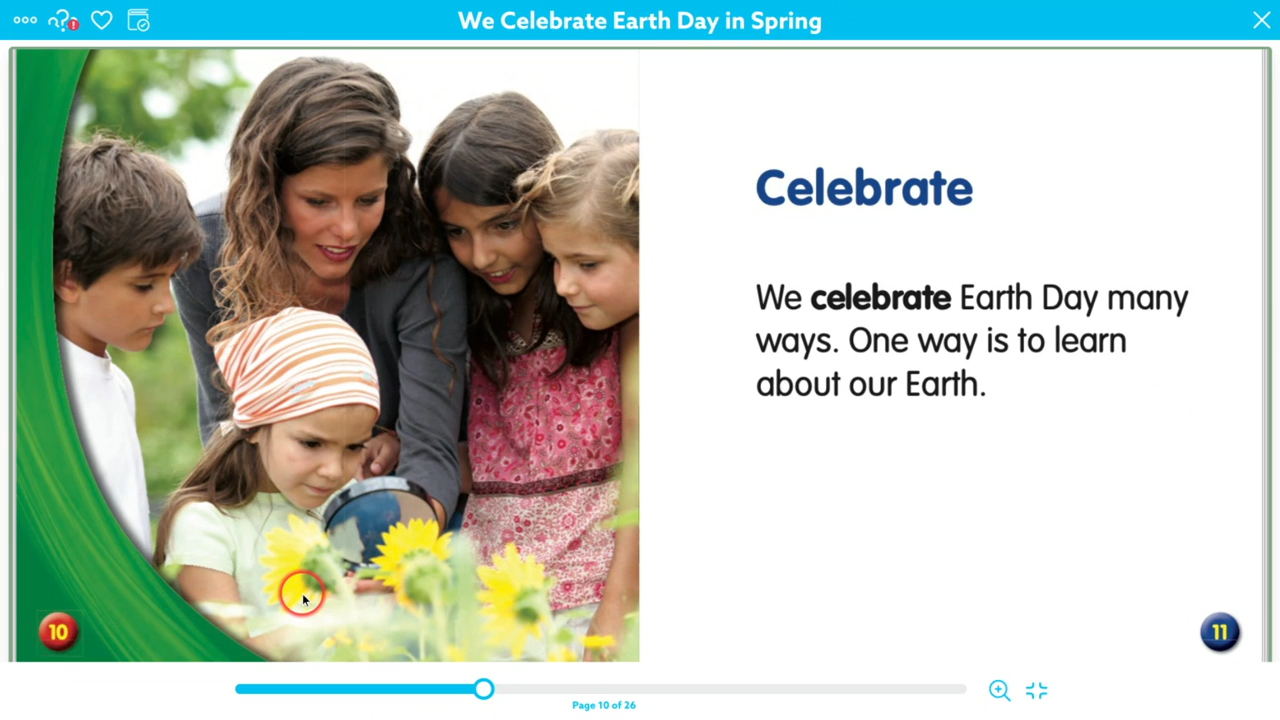 We Celebrate Earth Day in Spring
Celebrate
We celebrate Earth Day many
ways. One way is to learn
about our Earth.
10
11
Page 10 of 26